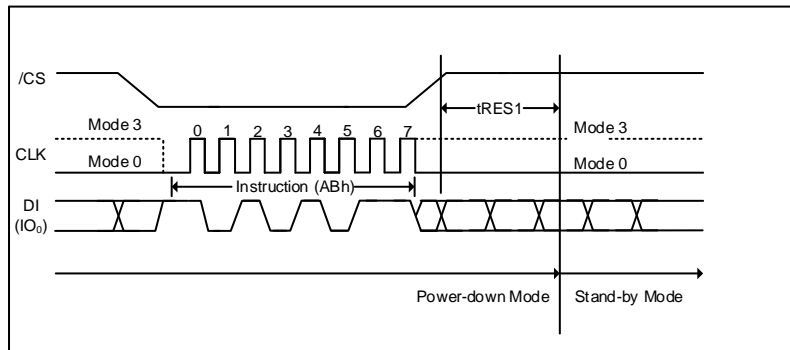 /CS
tRES1
Mode 3
0 1 2 3 4 5 6 7
Mode 3
CLK
Mode 0
Mode 0
Instruction (ABh)
DI
(IO₀)
Power-down Mode
Stand-by Mode